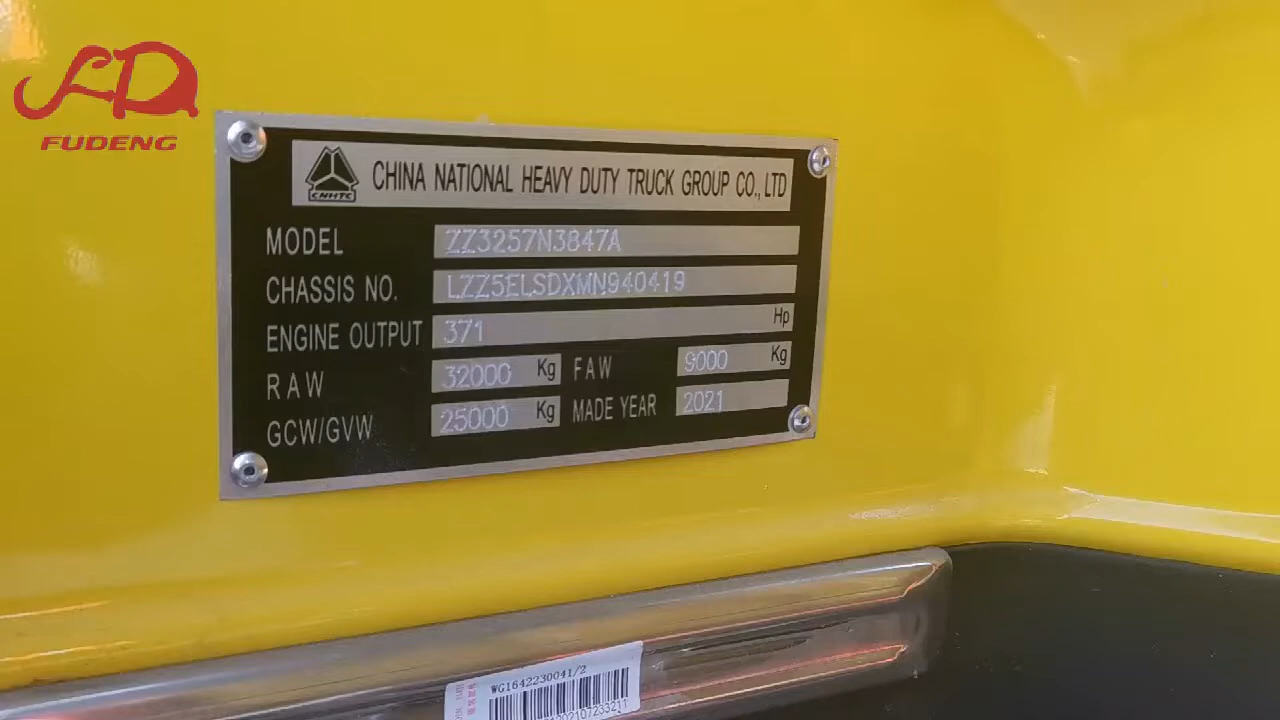 FUDENG
CNHTC
CHINA NATIONAL HEAVY DUTY TRUCK GROUP CO., LTD
MODEL ZZ3257N3847A
CHASSIS NO. LZZ5ELSDXMN940419
ENGINE OUTPUT 371 Hp
RAW 32000 Kg FAW 9000 Kg
GCW/GVW 25000 Kg MADE YEAR 2021
WG1642230041/2